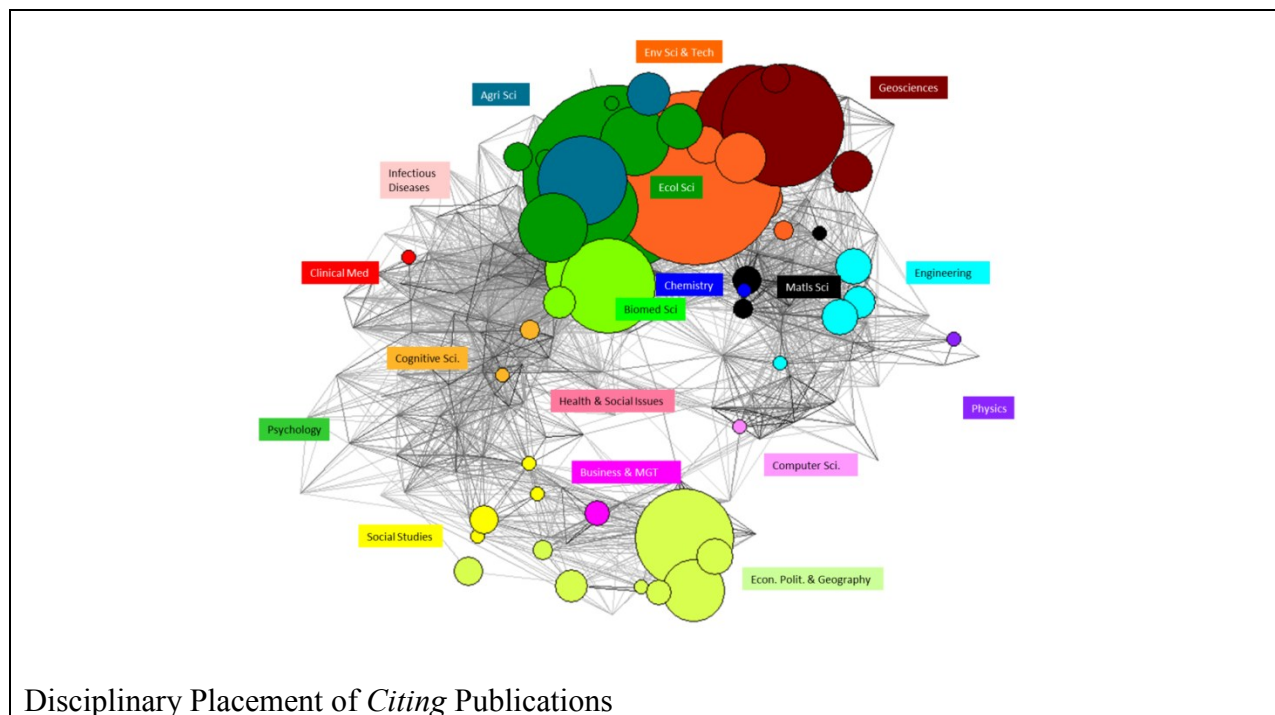 Env Sci & Tech
Geosciences
Agri Sci
Infectious
Diseases
Ecol Sci
Clinical Med
Engineering
Chemistry
Matls Sci
Biomed Sci
Cognitive Sci.
Health & Social Issues
Physics
Psychology
Computer Sci.
Business & MGT
Social Studies
Econ. Polit. & Geography
Disciplinary Placement of Citing Publications